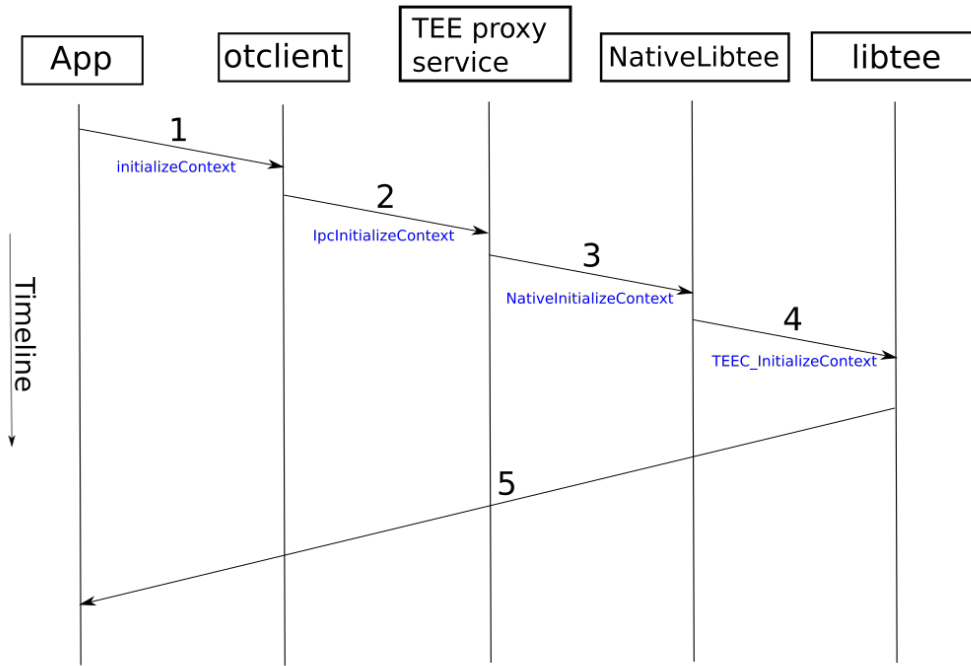 App
otclient
TEE proxy
service
NativeLibtee
libtee
1
initializeContext
2
IpcInitializeContext
3
NativeInitializeContext
4
TEEC_InitializeContext
Timeline
5